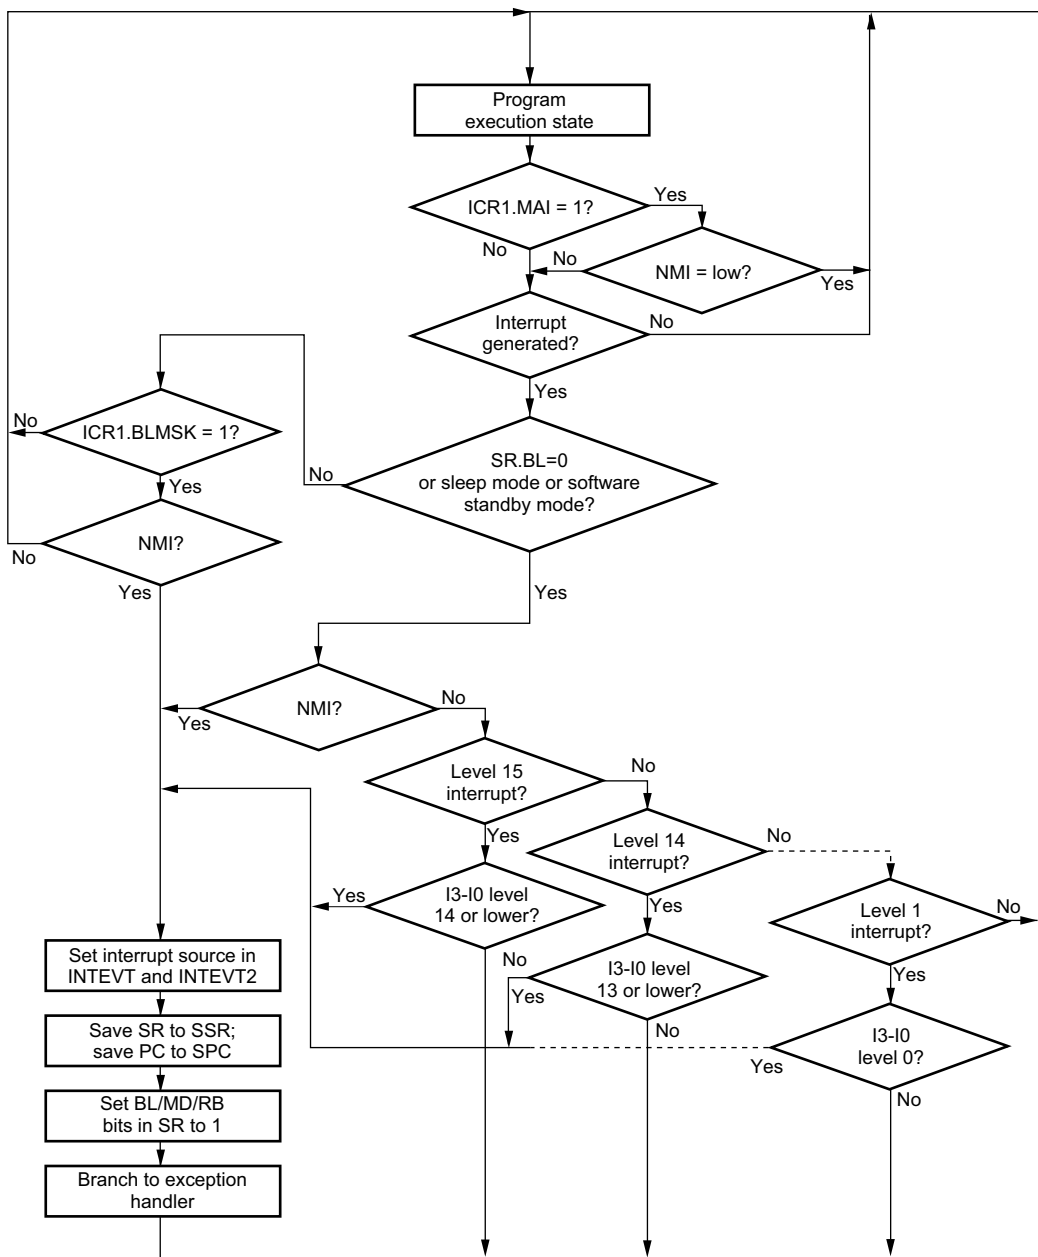 Program
execution state
ICR1.MAI = 1?
Yes
No
NMI = low?
No
Yes
Interrupt
generated?
No
Yes
ICR1.BLMSK = 1?
No
Yes
SR.BL=0
or sleep mode or software
standby mode?
No
Yes
NMI?
No
Yes
NMI?
No
Yes
Level 15
interrupt?
No
Yes
Level 14
interrupt?
No
Yes
I3-I0 level
14 or lower?
Yes
No
Level 1
interrupt?
No
Yes
I3-I0 level
13 or lower?
Yes
No
I3-I0
level 0?
Yes
No
Set interrupt source in
INTEVT and INTEVT2
Save SR to SSR;
save PC to SPC
Set BL/MD/RB
bits in SR to 1
Branch to exception
handler